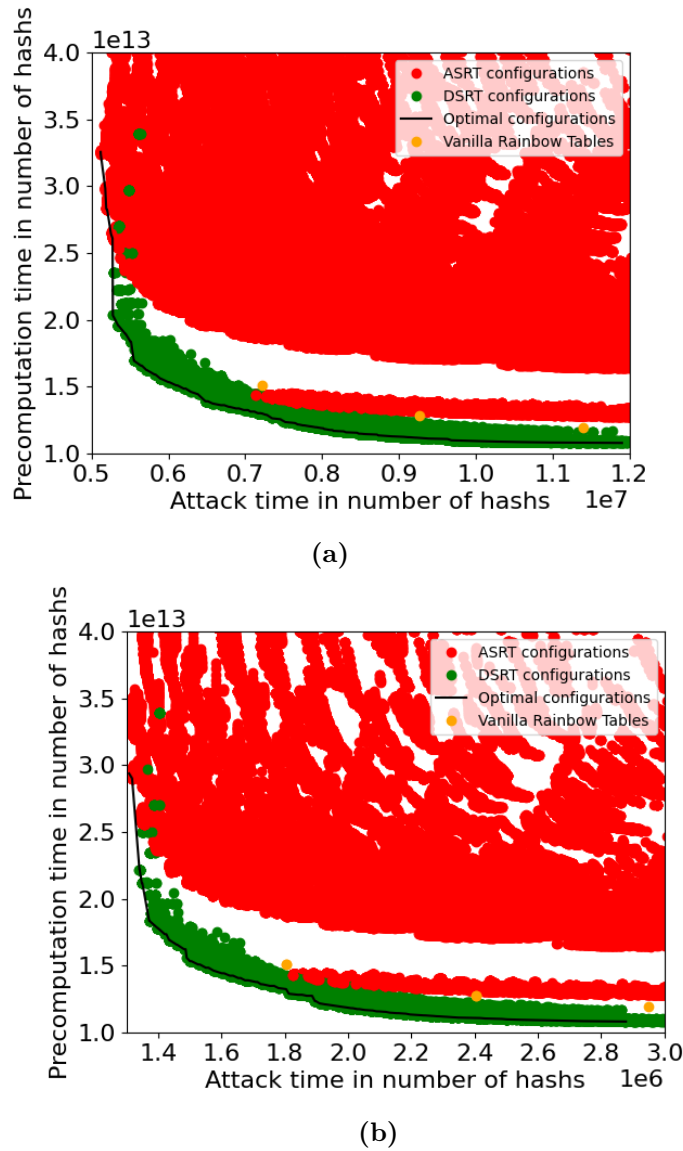 1e13
4.0
3.5
3.0
2.5
2.0
1.5
1.0
Precomputation time in number of hashs
ASRT configurations
DSRT configurations
Optimal configurations
Vanilla Rainbow Tables
0.5 0.6 0.7 0.8 0.9 1.0 1.1 1.2
Attack time in number of hashs 1e7
(a)
1e13
4.0
3.5
3.0
2.5
2.0
1.5
1.0
Precomputation time in number of hashs
ASRT configurations
DSRT configurations
Optimal configurations
Vanilla Rainbow Tables
1.4 1.6 1.8 2.0 2.2 2.4 2.6 2.8 3.0
Attack time in number of hashs 1e6
(b)